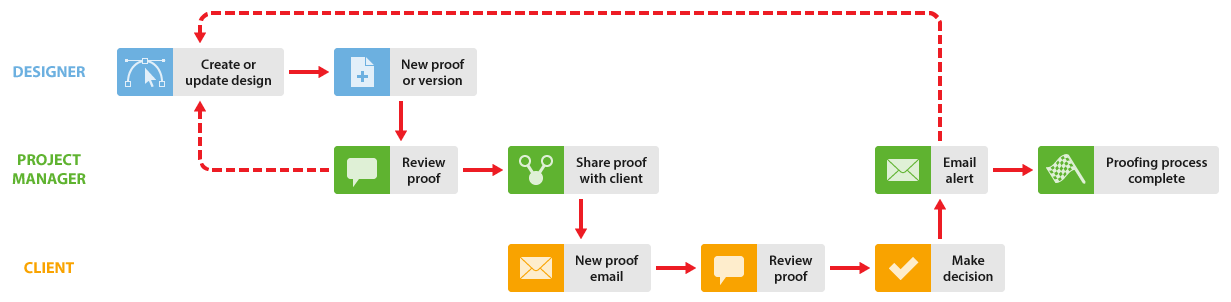 DESIGNER
Create or
update design
New proof
or version
PROJECT
MANAGER
Review
proof
Share proof
with client
Email
alert
Proofing process
complete
CLIENT
New proof
email
Review
proof
Make
decision